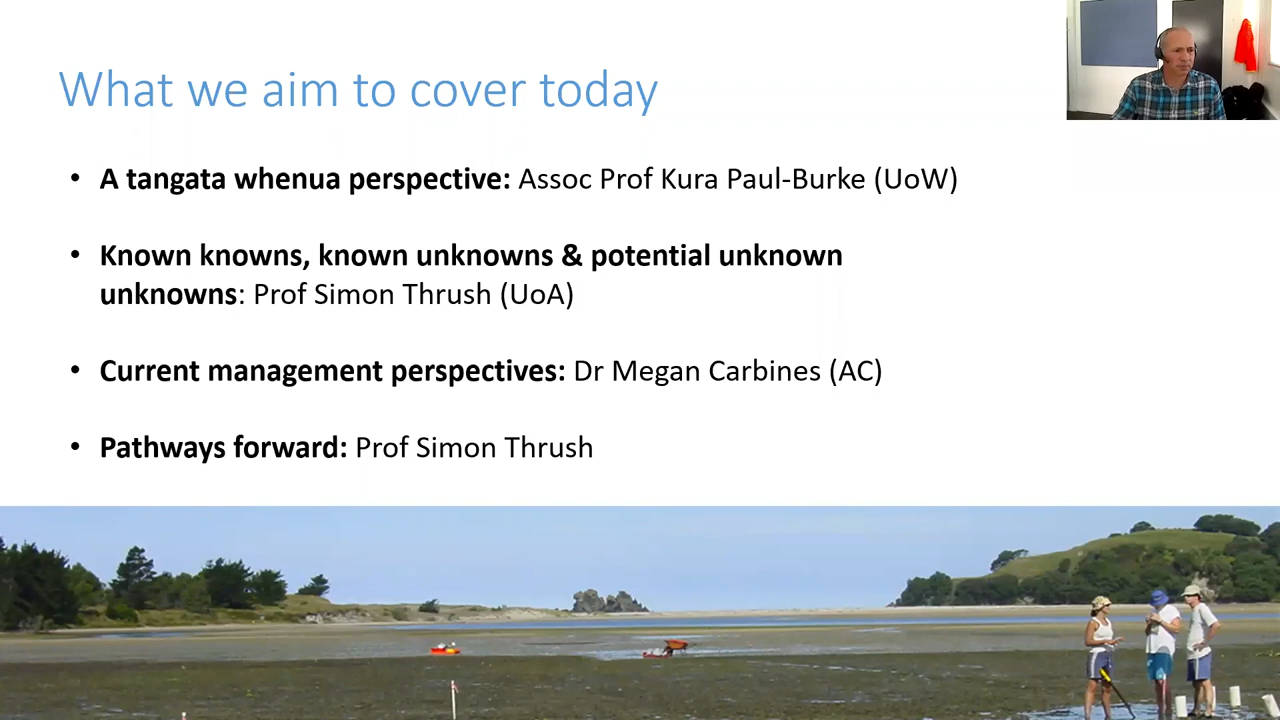 What we aim to cover today
• A tangata whenua perspective: Assoc Prof Kura Paul-Burke (UoW)
• Known knowns, known unknowns & potential unknown
unknowns: Prof Simon Thrush (UoA)
• Current management perspectives: Dr Megan Carbines (AC)
• Pathways forward: Prof Simon Thrush